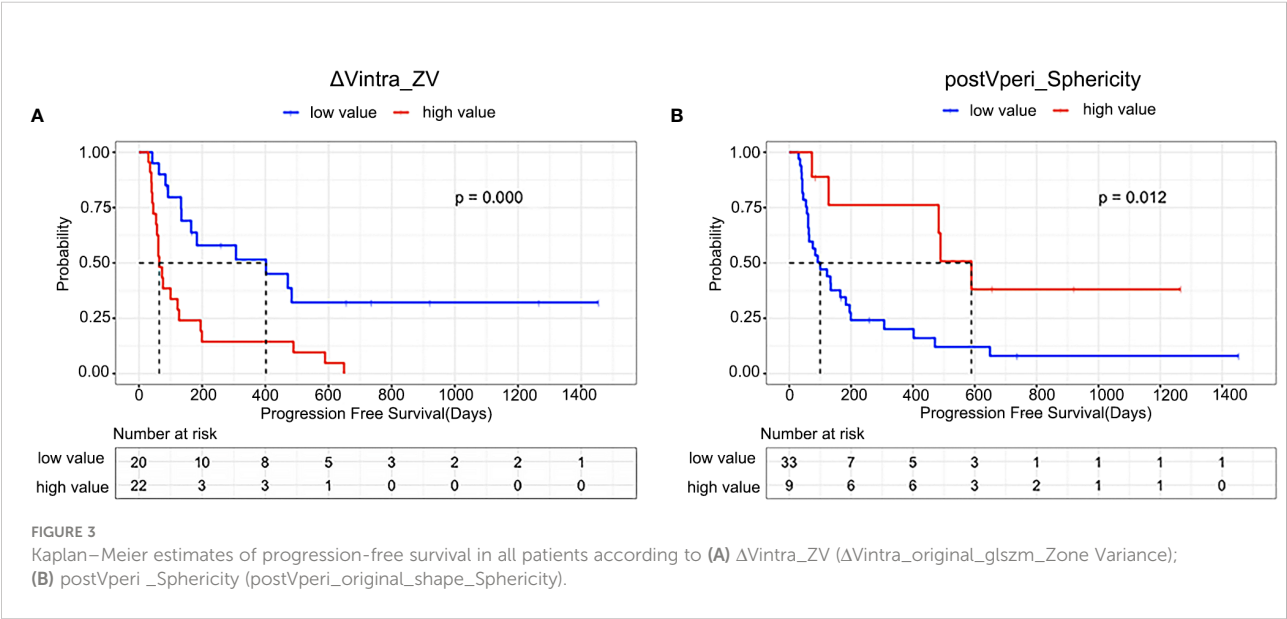 ΔVintra_ZV
A
low value
high value
1.00
0.75
0.50
0.25
0.00
Probability
p = 0.000
0 200 400 600 800 1000 1200 1400
Progression Free Survival(Days)
Number at risk
low value 20 10 8 5 3 2 2 1
high value 22 3 3 1 0 0 0 0
postVperi_Sphericity
B
low value
high value
1.00
0.75
0.50
0.25
0.00
Probability
p = 0.012
0 200 400 600 800 1000 1200 1400
Progression Free Survival(Days)
Number at risk
low value 33 7 5 3 1 1 1 1
high value 9 6 6 3 2 1 1 0
FIGURE 3
Kaplan–Meier estimates of progression-free survival in all patients according to (A) ΔVintra_ZV (ΔVintra_original_glszm_Zone Variance);
(B) postVperi _Sphericity (postVperi_original_shape_Sphericity).